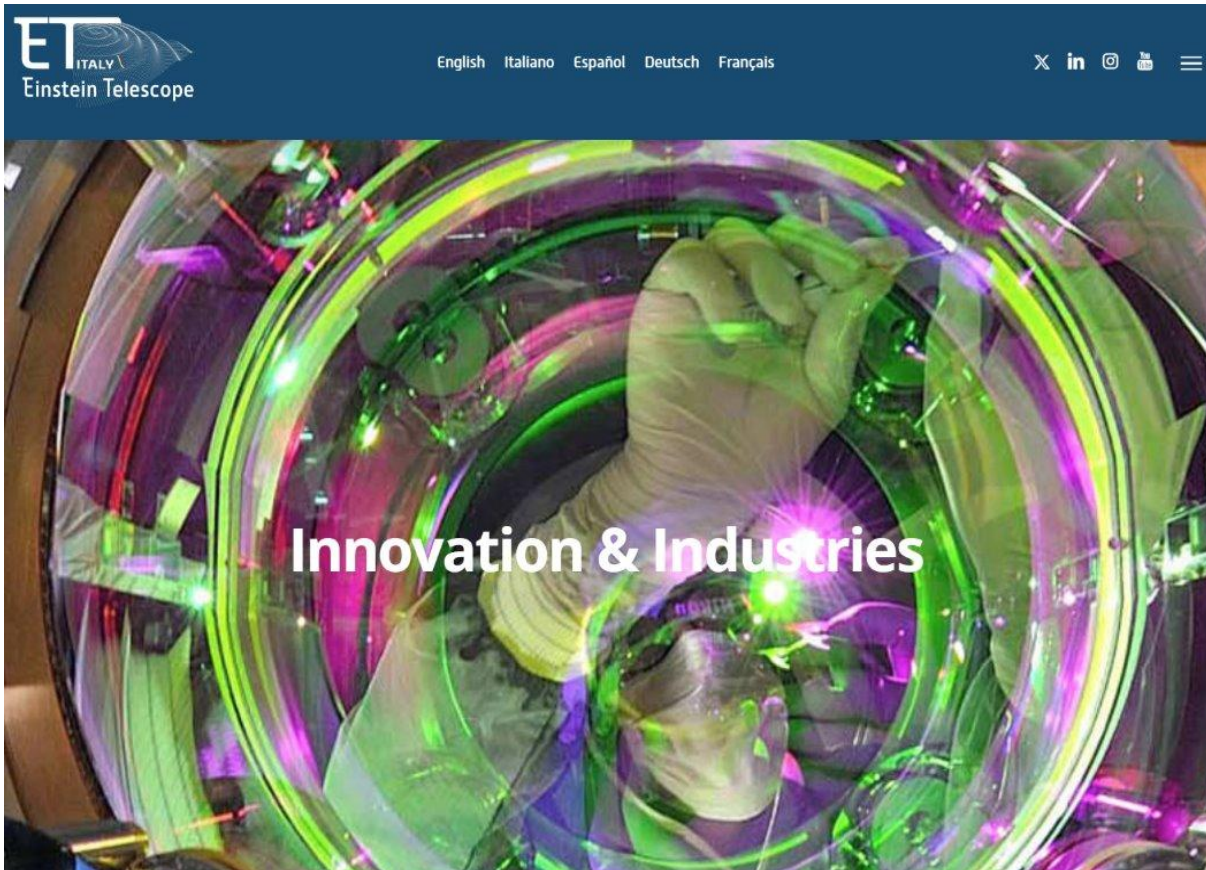 ET
ITALY
Einstein Telescope
English Italiano Español Deutsch Français
Innovation & Industries